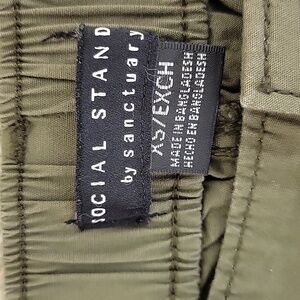 SOCIAL STAND
by sanctuary
XS/EXCH
MADE IN BANGLADESH
HECHO EN BANGLADESH